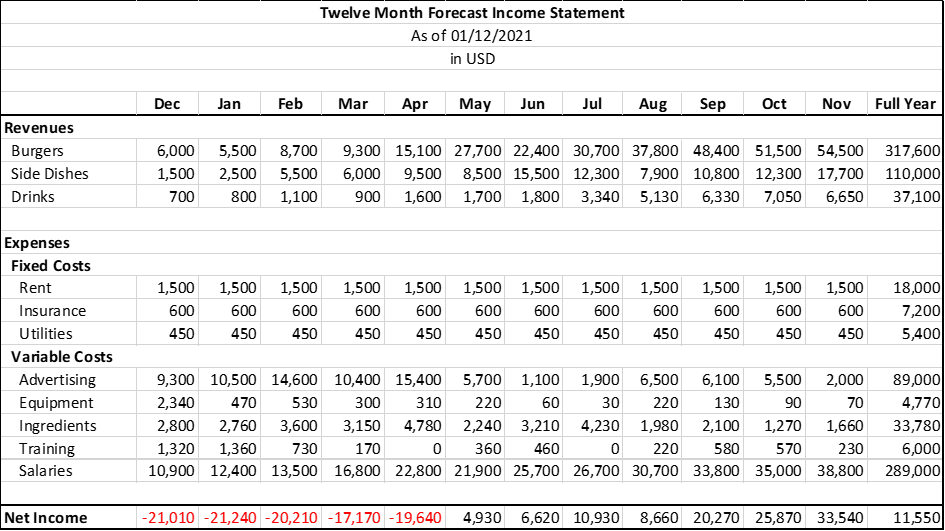 Twelve Month Forecast Income Statement
As of 01/12/2021
in USD
Dec Jan Feb Mar Apr May Jun Jul Aug Sep Oct Nov Full Year
Revenues
Burgers 6,000 5,500 8,700 9,300 15,100 27,700 22,400 30,700 37,800 48,400 51,500 54,500 317,600
Side Dishes 1,500 2,500 5,500 6,000 9,500 8,500 15,500 12,300 7,900 10,800 12,300 17,700 110,000
Drinks 700 800 1,100 900 1,600 1,700 1,800 3,340 5,130 6,330 7,050 6,650 37,100
Expenses
Fixed Costs
Rent 1,500 1,500 1,500 1,500 1,500 1,500 1,500 1,500 1,500 1,500 1,500 1,500 18,000
Insurance 600 600 600 600 600 600 600 600 600 600 600 600 7,200
Utilities 450 450 450 450 450 450 450 450 450 450 450 450 5,400
Variable Costs
Advertising 9,300 10,500 14,600 10,400 15,400 5,700 1,100 1,900 6,500 6,100 5,500 2,000 89,000
Equipment 2,340 470 530 300 310 220 60 30 220 130 90 70 4,770
Ingredients 2,800 2,760 3,600 3,150 4,780 2,240 3,210 4,230 1,980 2,100 1,270 1,660 33,780
Training 1,320 1,360 730 170 0 360 460 0 220 580 570 230 6,000
Salaries 10,900 12,400 13,500 16,800 22,800 21,900 25,700 26,700 30,700 33,800 35,000 38,800 289,000
Net Income -21,010 -21,240 -20,210 -17,170 -19,640 4,930 6,620 10,930 8,660 20,270 25,870 33,540 11,550